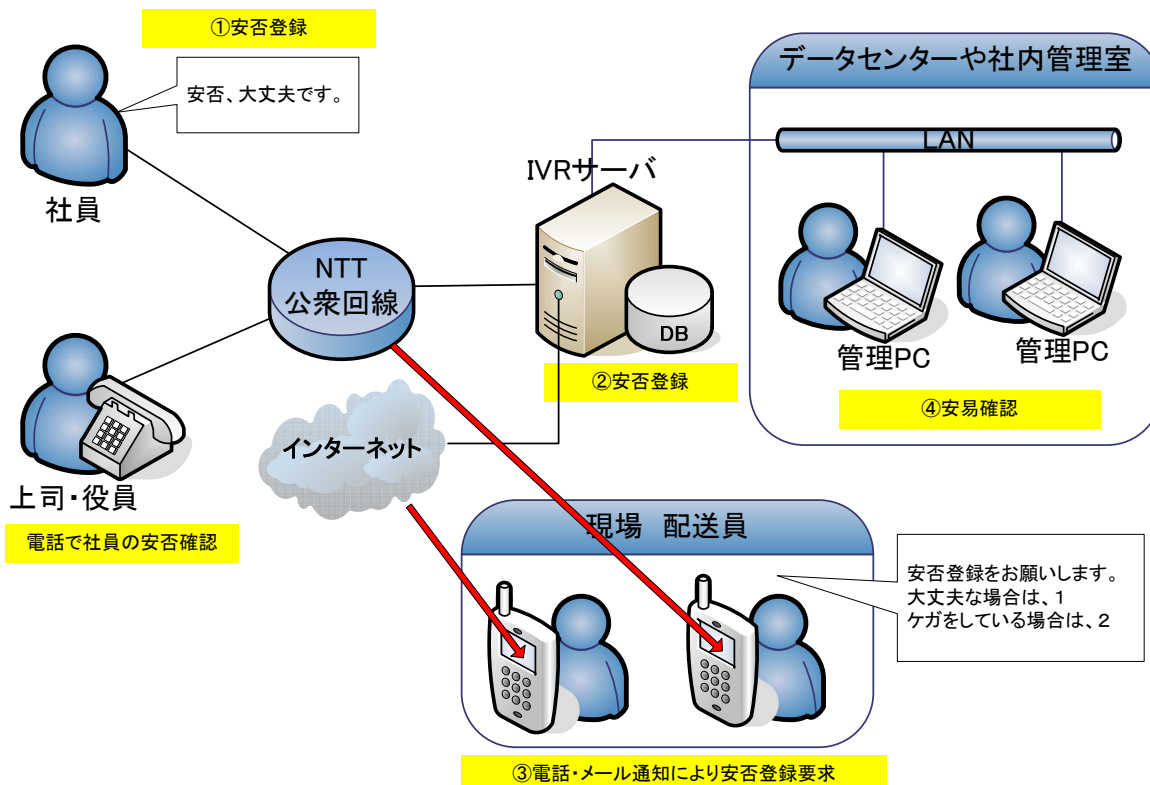 ①安否登録
安否、大丈夫です。
社員
データセンターや社内管理室
LAN
IVRサーバ
DB
管理PC
管理PC
②安否登録
④安易確認
NTT
公衆回線
インターネット
上司・役員
電話で社員の安否確認
現場 配送員
安否登録をお願いします。
大丈夫な場合は、1
ケガをしている場合は、2
③電話・メール通知により安否登録要求